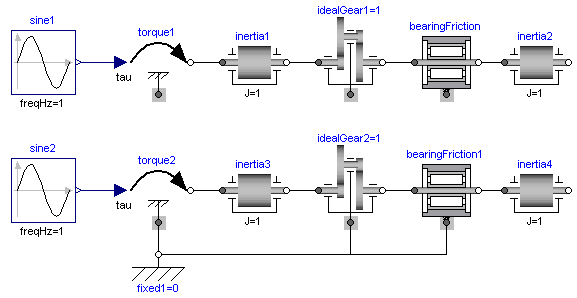 idealGear1=1
sine1 torque1 inertia1 bearingFriction inertia2
tau
freqHz=1 J=1 J=1
idealGear2=1
sine2 torque2 inertia3 bearingFriction1 inertia4
tau
freqHz=1 J=1 J=1
fixed1=0